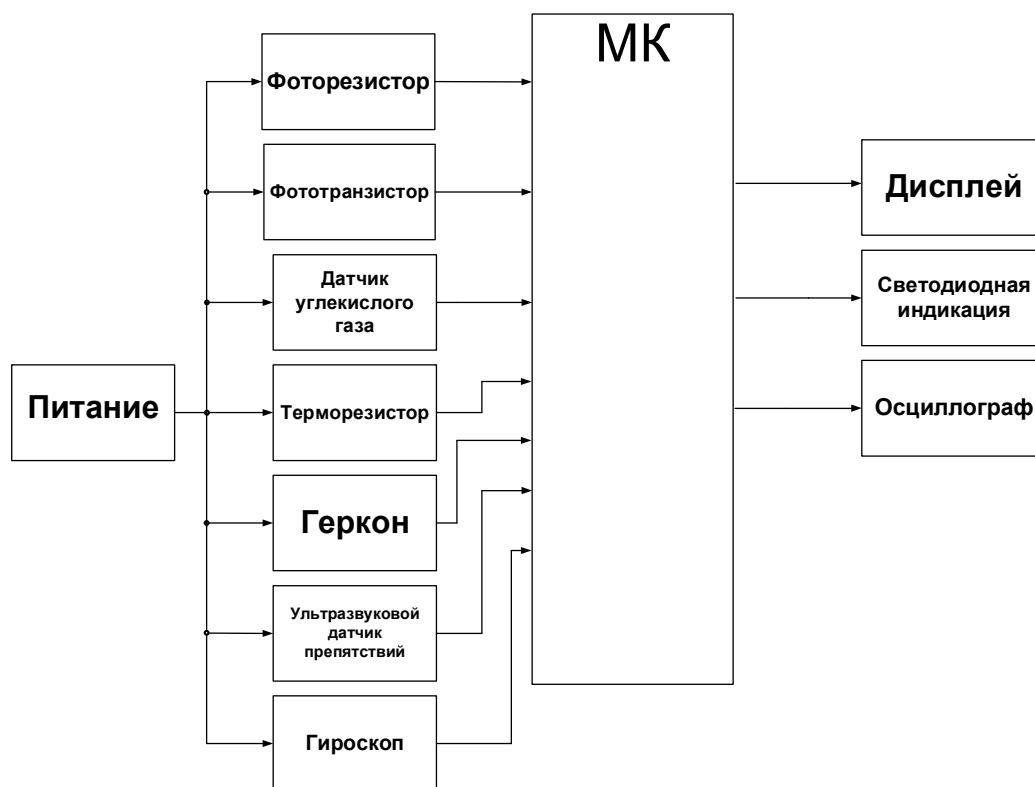 МК
Фоторезистор
Фототранзистор
Датчик
углекислого
газа
Питание
Терморезистор
Геркон
Ультразвуковой
датчик
препятствий
Гироскоп
Дисплей
Светодиодная
индикация
Осциллограф